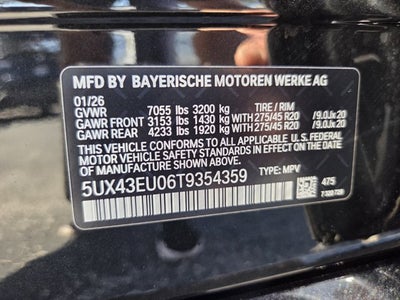 MFD BY BAYERISCHE MOTOREN WERKE AG
01/26
GVWR 7055 lbs 3200 kg TIRE / RIM
GAWR FRONT 3153 lbs 1430 kg WITH 275/45 R20 /9.0Jx20
GAWR REAR 4233 lbs 1920 kg WITH 275/45 R20 /9.0Jx20
THIS VEHICLE CONFORMS TO ALL APPLICABLE U.S. FEDERAL
MOTOR VEHICLE SAFETY STANDARDS IN EFFECT
ON THE DATE OF MANUFACTURE SHOWN ABOVE.
5UX43EU06T9354359 TYPE: MPV
475